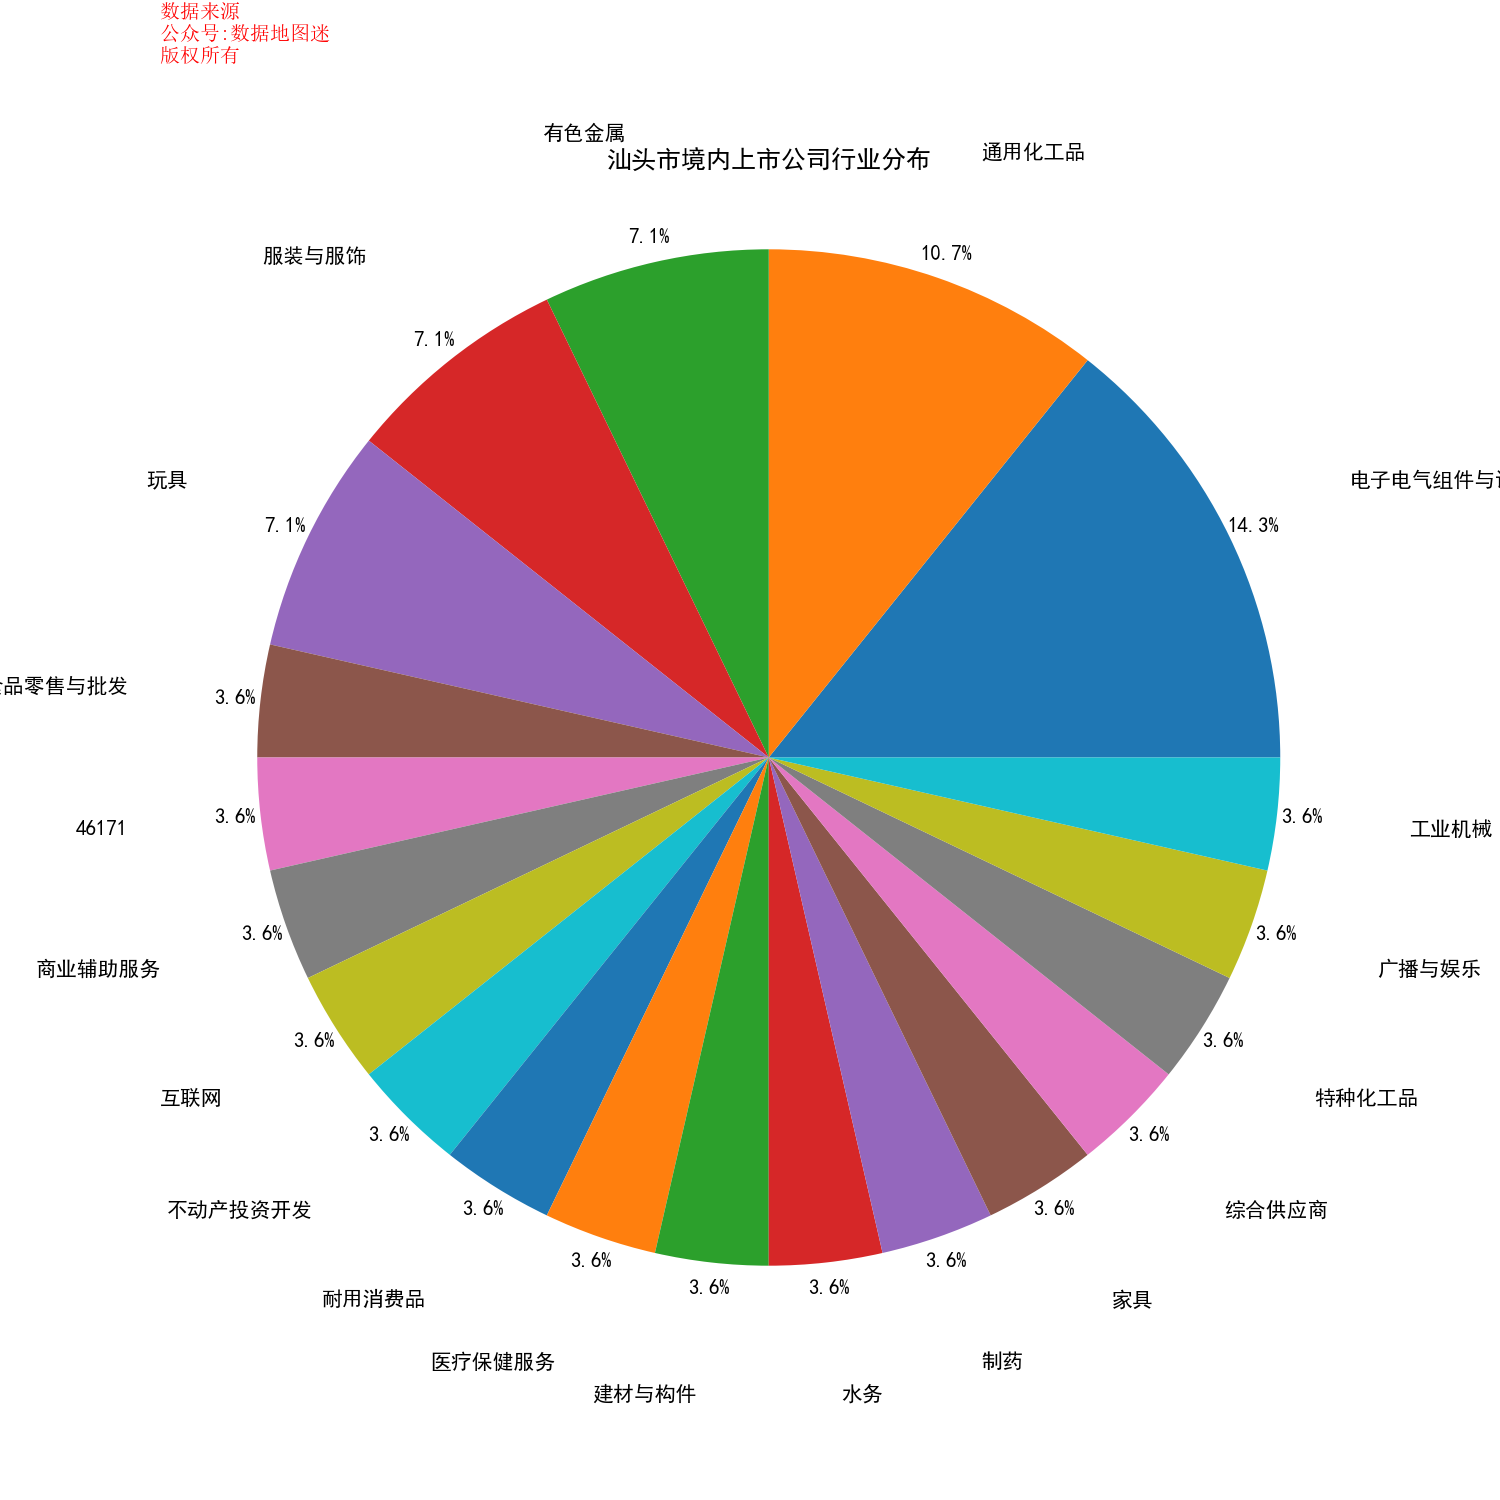 数据来源
公众号:数据地图迷
版权所有
有色金属
汕头市境内上市公司行业分布
通用化工品
7.1%
10.7%
服装与服饰
7.1%
玩具
电子电气组件与
7.1%
14.3%
品零售与批发
3.6%
46171
3.6%
3.6%
工业机械
商业辅助服务
3.6%
3.6%
广播与娱乐
3.6%
3.6%
互联网
特种化工品
3.6%
3.6%
不动产投资开发
3.6%
3.6%
综合供应商
3.6%
3.6%
3.6%
3.6%
耐用消费品
家具
医疗保健服务
制药
建材与构件
水务